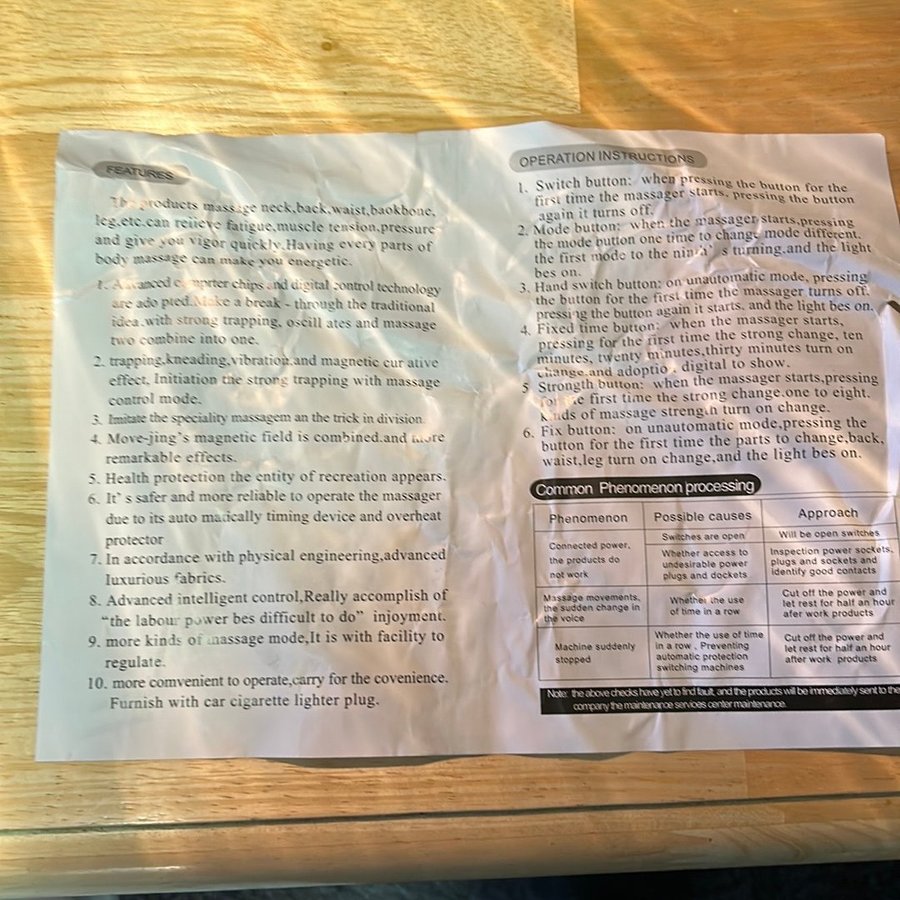 FEATURES
The products massage neck,back,waist,baokbone,
leg,etc.can relieve fatigue,muscle tension,pressure
and give you vigor quickly.Having every parts of
body massage can make you energetic.
1. Advanced chips and digital control technology
are ado pted.Make a break - through the traditional
idea.with strong trapping, oscill ates and massage
two combine into one.
2. trapping,kneading,vibration,and magnetic cur ative
effect, Initiation the strong trapping with massage
control mode.
3. Imitate the speciality massagem an the trick in division.
4. Move-jing's magnetic field is combined.and more
remarkable effects.
5. Health protection the entity of recreation appears.
6. It' s safer and more reliable to operate the massager
due to its auto matically timing device and overheat
protector
7. In accordance with physical engineering,advanced
luxurious fabrics.
8. Advanced intelligent control,Really accomplish of
"the labour power bes difficult to do" injoyment.
9. more kinds of massage mode,It is with facility to
regulate.
10. more comvenient to operate,carry for the covenience.
Furnish with car cigarette lighter plug.
OPERATION INSTRUCTIONS
1. Switch button: when pressing the button for the
first time the massager starts, pressing the button
again it turns off.
2. Mode button: when the massager starts,pressing
the mode button one time to change mode different.
the first mode to the ninth' s turning,and the light
bes on.
3. Hand switch button: on unautomatic mode, pressing
the button for the first time the massager turns off.
pressing the button again it starts, and the light bes on.
4. Fixed time button: when the massager starts,
pressing for the first time the strong change, ten
minutes, twenty minutes,thirty minutes turn on
change.and adoption digital to show.
5 Strongth button: when the massager starts,pressing
for the first time the strong change.one to eight.
kinds of massage strength turn on change.
6. Fix button: on unautomatic mode,pressing the
button for the first time the parts to change,back,
waist,leg turn on change,and the light bes on.
Common Phenomenon processing
Phenomenon Possible causes Approach
Connected power,
the products do
not work
Switches are open
Will be open switches
Whether access to
undesirable power
plugs and dockets
Inspection power sockets,
plugs and sockets and
identify good contacts
Massage movements,
the sudden change in
the voice
Whether the use
of time in a row
Cut off the power and
let rest for half an hour
afer work products
Machine suddenly
stopped
Whether the use of time
in a row . Preventing
automatic protection
switching machines
Cut off the power and
let rest for half an hour
after work products
Note: the above checks have yet to find fault, and the products will be immediately sent to the
company the maintenance services center maintenance.